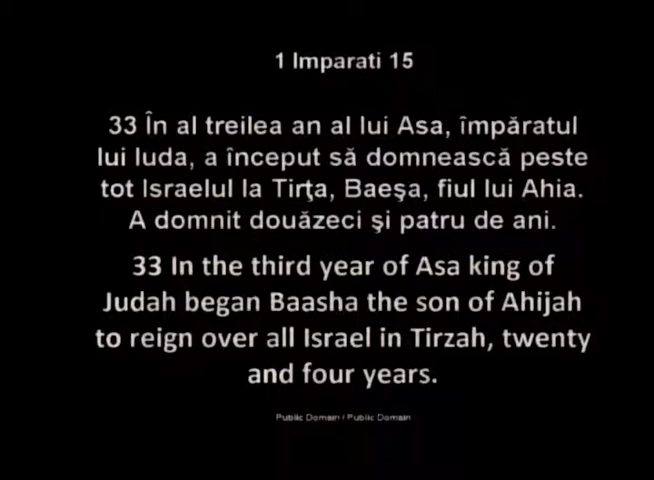 1 Imparati 15
33 În al treilea an al lui Asa, împăratul
lui Iuda, a început să domnească peste
tot Israelul la Tirţa, Baeşa, fiul lui Ahia.
A domnit douăzeci şi patru de ani.
33 In the third year of Asa king of
Judah began Baasha the son of Ahijah
to reign over all Israel in Tirzah, twenty
and four years.
Public Domain / Public Domain